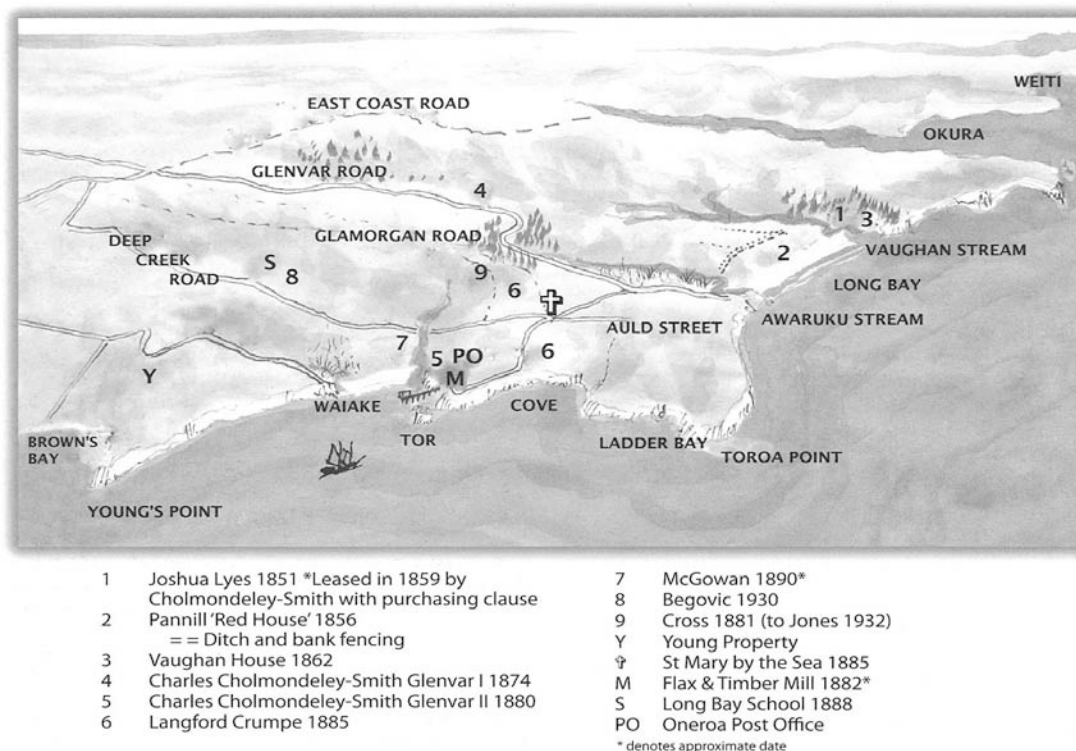 WEITI
EAST COAST ROAD
OKURA
GLENVAR ROAD
4
1
3
GLAMORGAN ROAD
DEEP
CREEK
ROAD
S
8
9
6
2
VAUGHAN STREAM
LONG BAY
AWARUKU STREAM
AULD STREET
7
5
PO
M
6
Y
WAIAKE
COVE
TOR
LADDER BAY
TOROA POINT
BROWN'S
BAY
YOUNG'S POINT
1 Joshua Lyes 1851 *Leased in 1859 by
Cholmondeley-Smith with purchasing clause
2 Pannill 'Red House' 1856
= = Ditch and bank fencing
3 Vaughan House 1862
4 Charles Cholmondeley-Smith Glenvar I 1874
5 Charles Cholmondeley-Smith Glenvar II 1880
6 Langford Crumpe 1885
7 McGowan 1890*
8 Begovic 1930
9 Cross 1881 (to Jones 1932)
Y Young Property
✞ St Mary by the Sea 1885
M Flax & Timber Mill 1882*
S Long Bay School 1888
PO Oneroa Post Office
* denotes approximate date